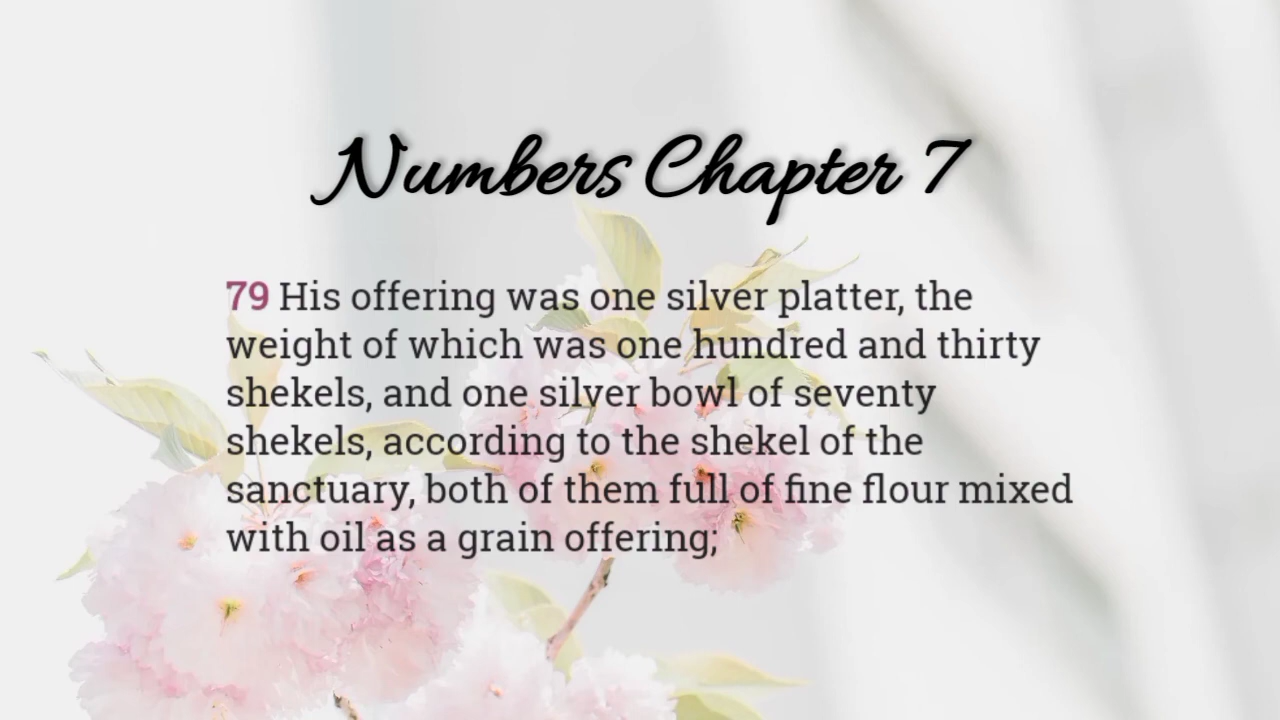 Numbers Chapter 7
79 His offering was one silver platter, the
weight of which was one hundred and thirty
shekels, and one silver bowl of seventy
shekels, according to the shekel of the
sanctuary, both of them full of fine flour mixed
with oil as a grain offering;